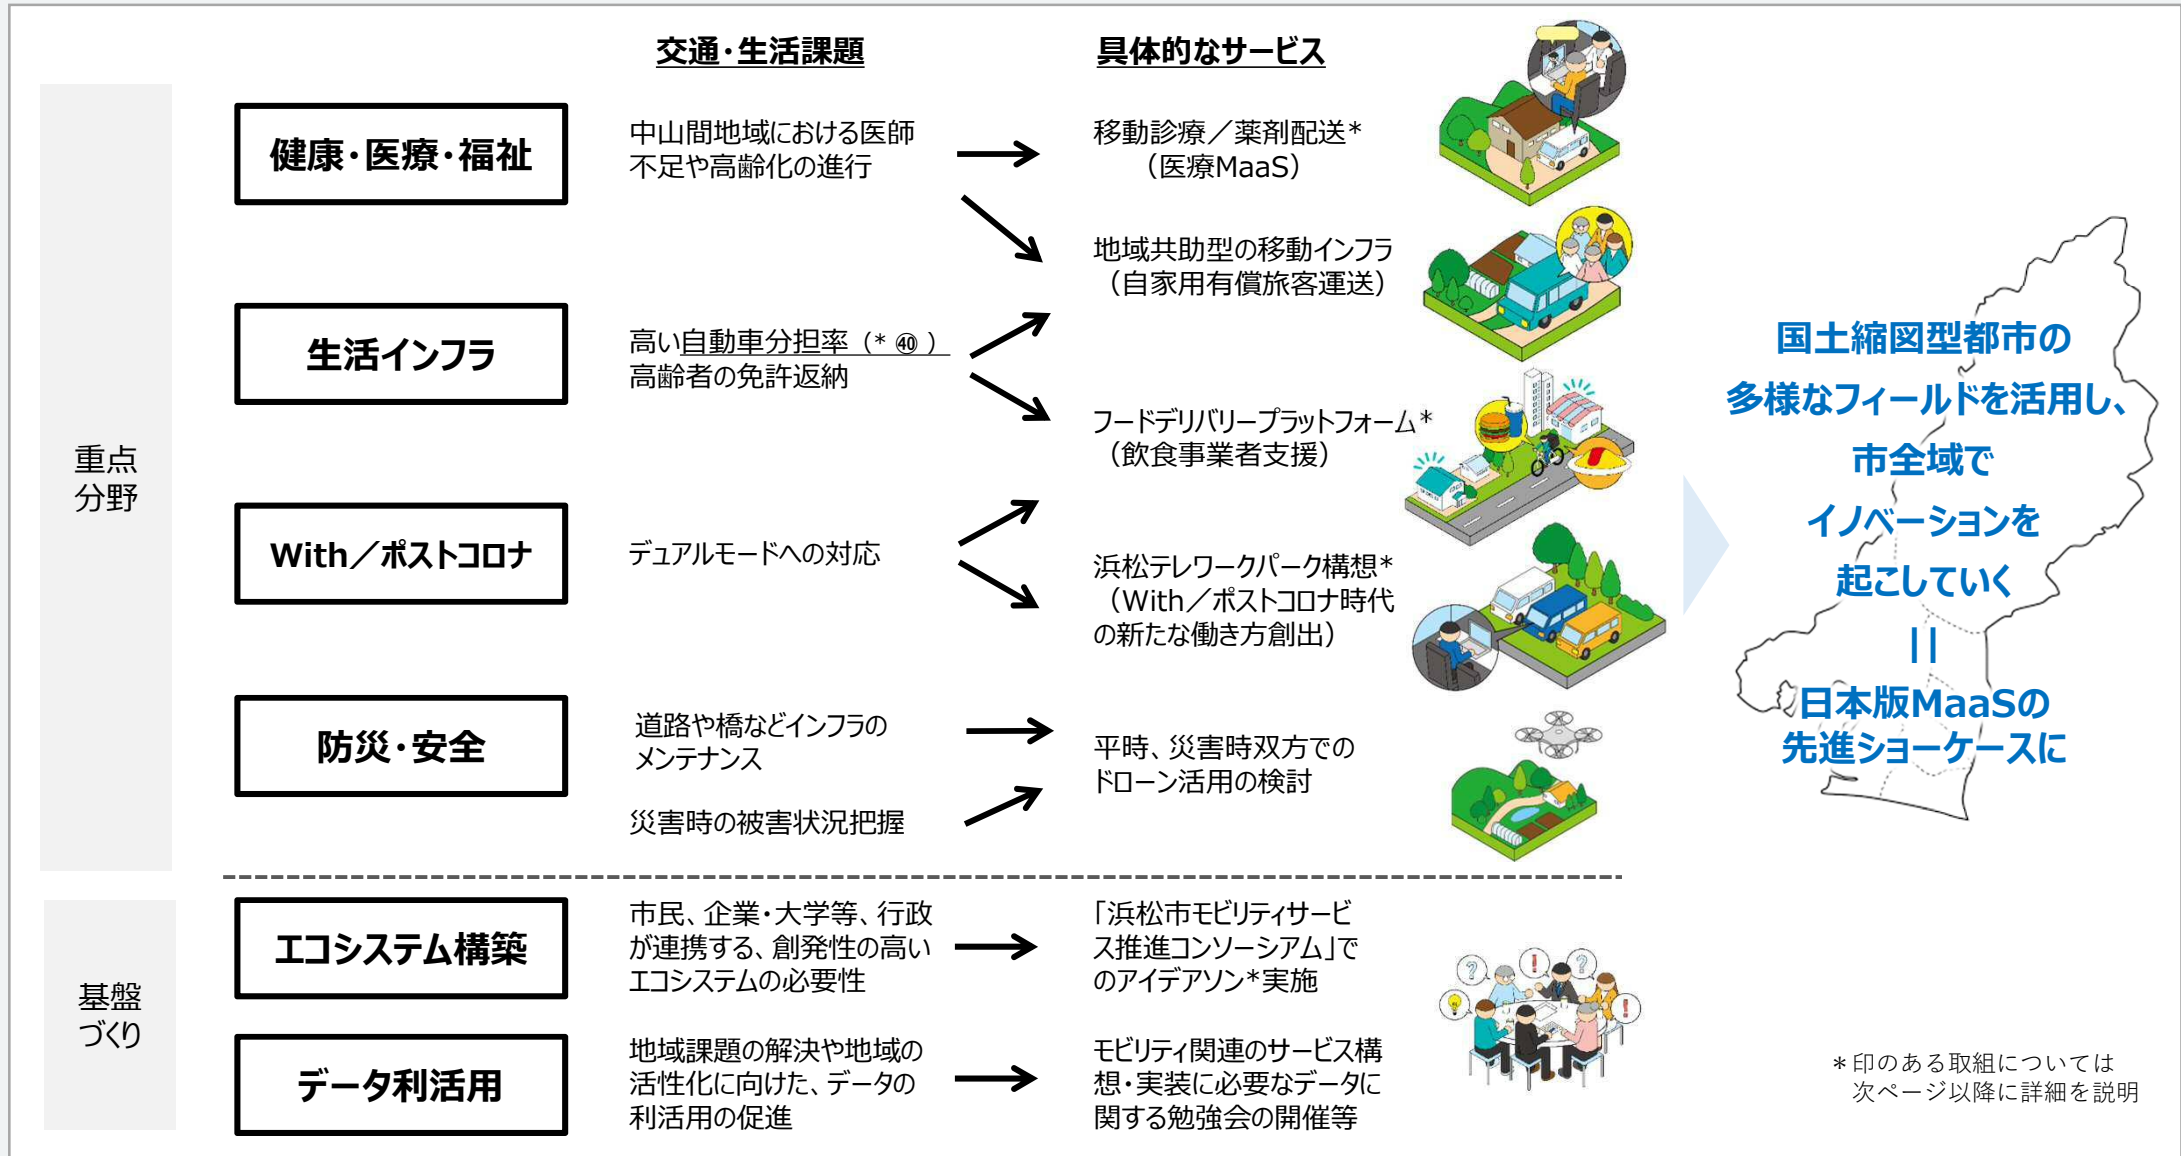 交通・生活課題
具体的なサービス
重点
分野
健康・医療・福祉
中山間地域における医師
不足や高齢化の進行
移動診療／薬剤配送*
（医療MaaS）
地域共助型の移動インフラ
（自家用有償旅客運送）
生活インフラ
高い自動車分担率（* ㊵ ）
高齢者の免許返納
フードデリバリープラットフォーム*
（飲食事業者支援）
With／ポストコロナ
デュアルモードへの対応
浜松テレワークパーク構想*
（With／ポストコロナ時代
の新たな働き方創出）
防災・安全
道路や橋などインフラの
メンテナンス
災害時の被害状況把握
平時、災害時双方での
ドローン活用の検討
基盤
づくり
エコシステム構築
市民、企業・大学等、行政
が連携する、創発性の高い
エコシステムの必要性
「浜松市モビリティサービ
ス推進コンソーシアム」で
のアイデアソン*実施
?
!
?
!
データ利活用
地域課題の解決や地域の
活性化に向けた、データの
利活用の促進
モビリティ関連のサービス構
想・実装に必要なデータに
関する勉強会の開催等
国土縮図型都市の
多様なフィールドを活用し、
市全域で
イノベーションを
起こしていく
||
日本版MaaSの
先進ショーケースに
*印のある取組については
次ページ以降に詳細を説明